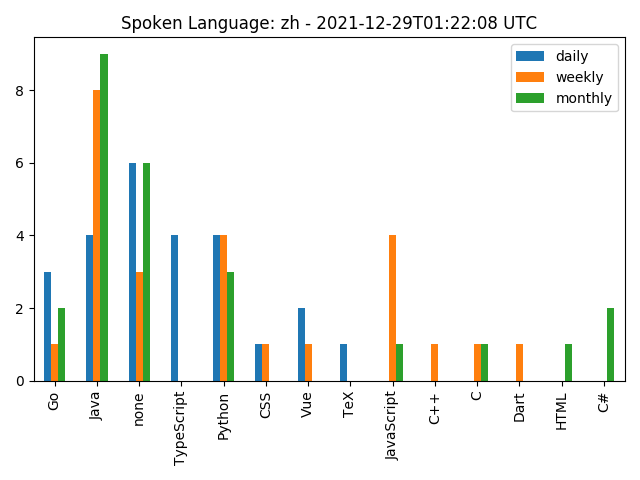 Spoken Language: zh - 2021-12-29T01:22:08 UTC
daily
weekly
monthly
8
6
4
2
0
Go
Java
none
TypeScript
Python
CSS
Vue
TeX
JavaScript
C++
C
Dart
HTML
C#